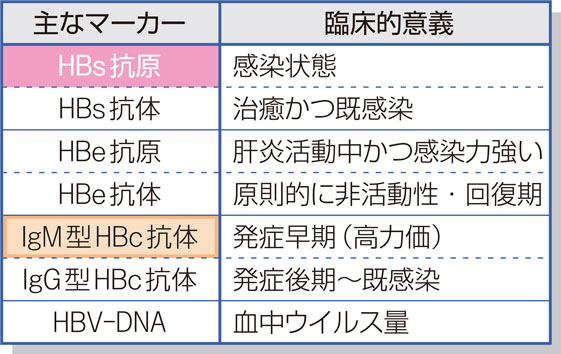 主なマーカー 臨床的意義
HBs抗原 感染状態
HBs抗体 治癒かつ既感染
HBe抗原 肝炎活動中かつ感染力強い
HBe抗体 原則的に非活動性・回復期
IgM型HBc抗体 発症早期（高力価）
IgG型HBc抗体 発症後期～既感染
HBV-DNA 血中ウイルス量